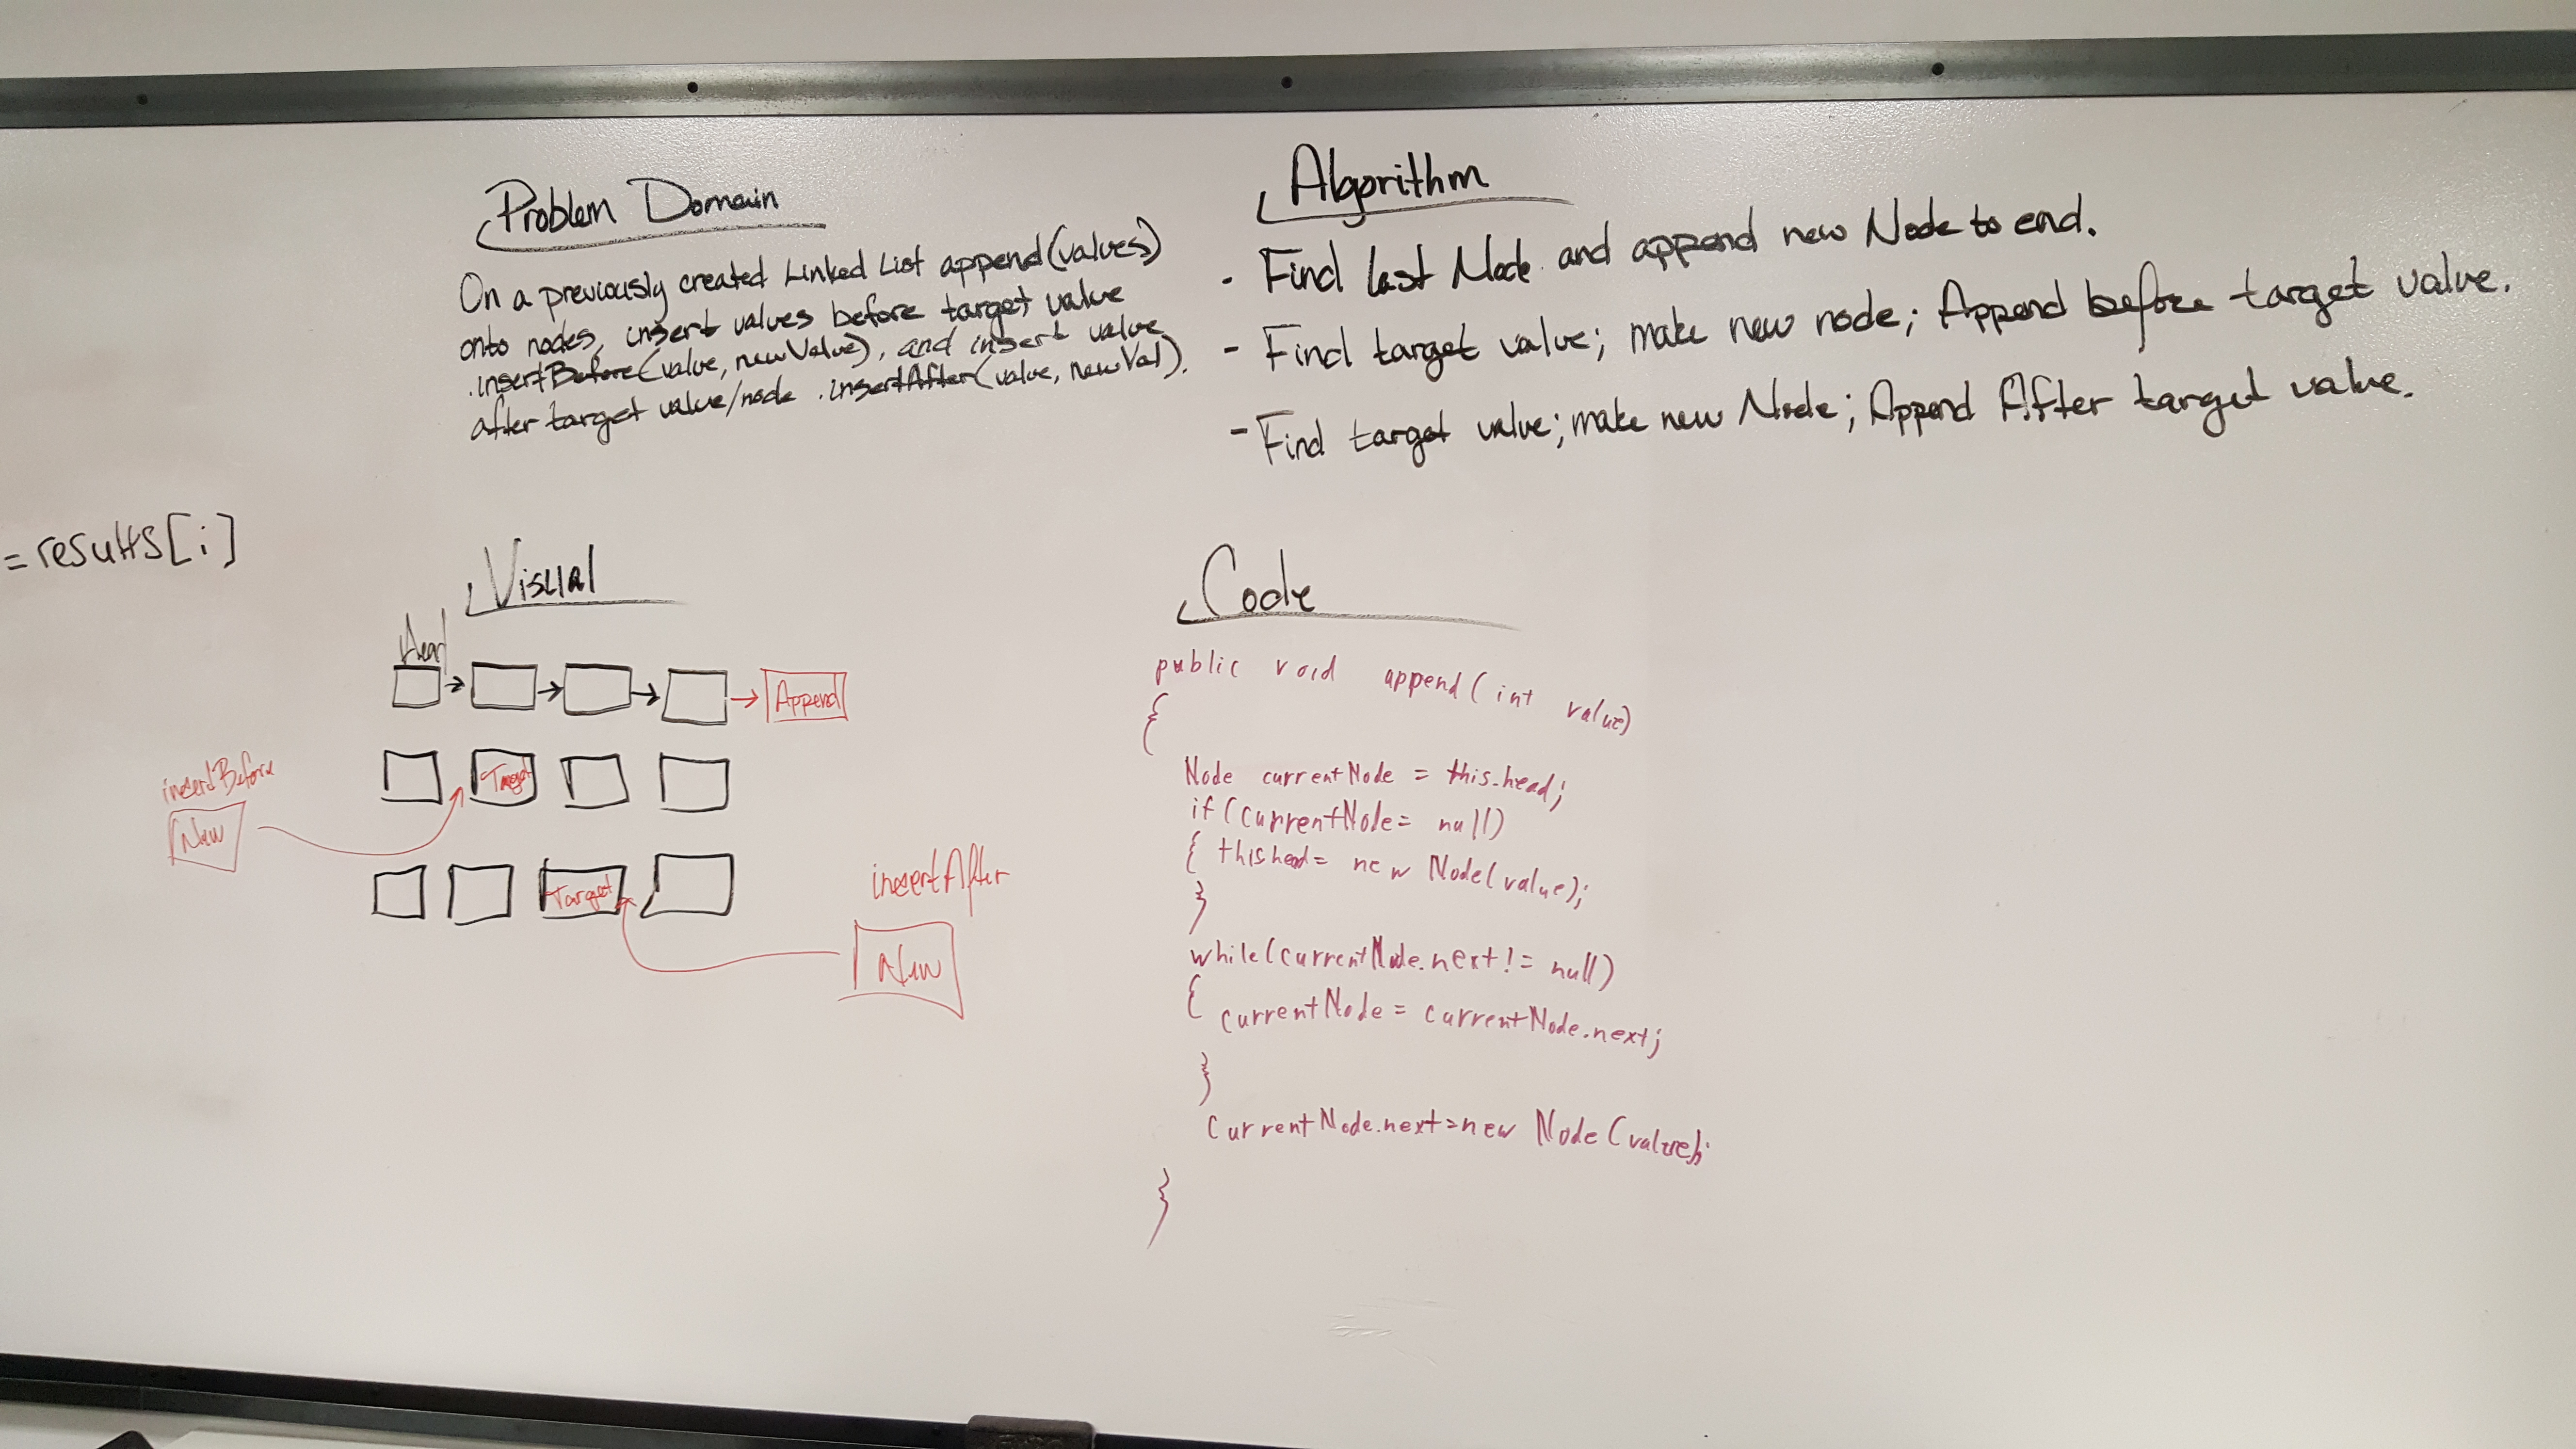 Problem Domain
On a previously created Linked List append(values)
onto nodes, insert values before target value
.insertBefore(value, newValue), and insert value
after target value/node .insertAfter(value, newVal).
Algorithm
- Find last Node and append new Node to end.
- Find target value; make new node; Append before target value.
- Find target value; make new Node; Append After target value.
= results[i]
Visual
Head
Append
insertBefore
New
Target
Target
insertAfter
New
Code
public void append(int value)
{
Node currentNode = this.head;
if(currentNode= null)
{ this.head= new Node(value);
}
while(currentNode.next!= null)
{
currentNode = currentNode.next;
}
currentNode.next=new Node(value);
}